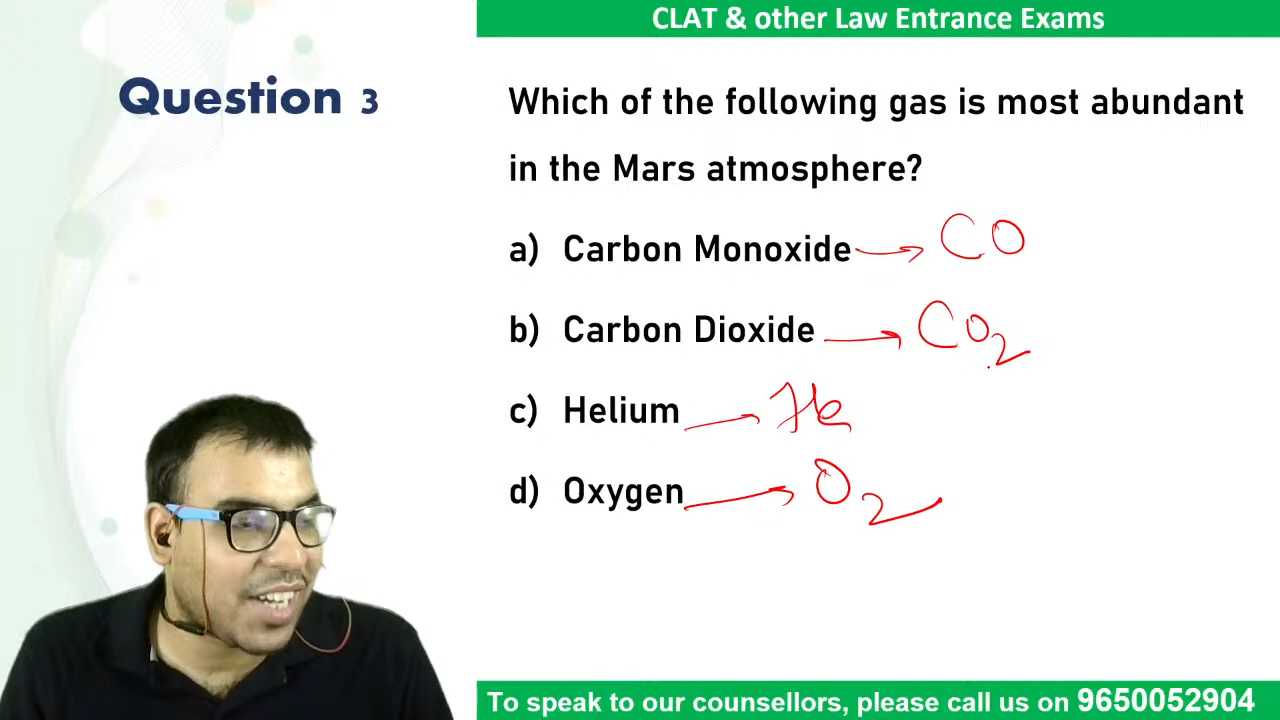 CLAT & other Law Entrance Exams
Question 3
Which of the following gas is most abundant
in the Mars atmosphere?
a) Carbon Monoxide → CO
b) Carbon Dioxide → CO2
c) Helium → He
d) Oxygen → O2
To speak to our counsellors, please call us on 9650052904